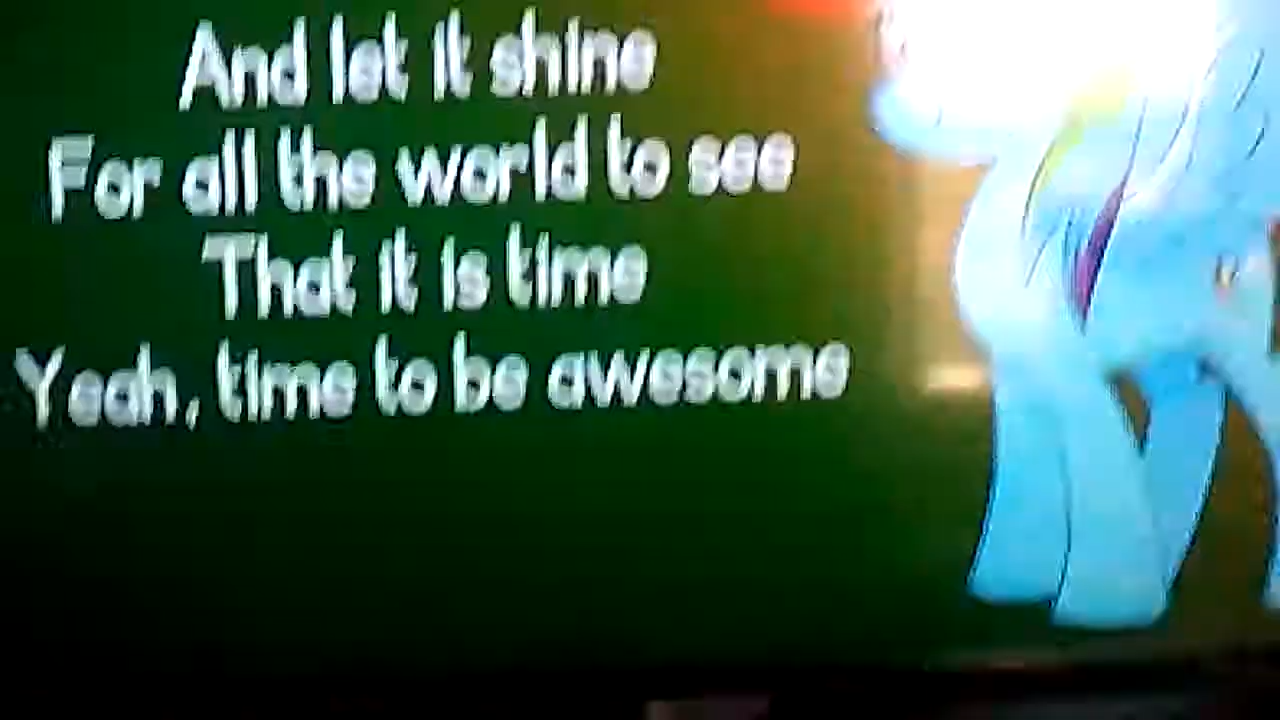 And let it shine
For all the world to see
That it is time
Yeah, time to be awesome